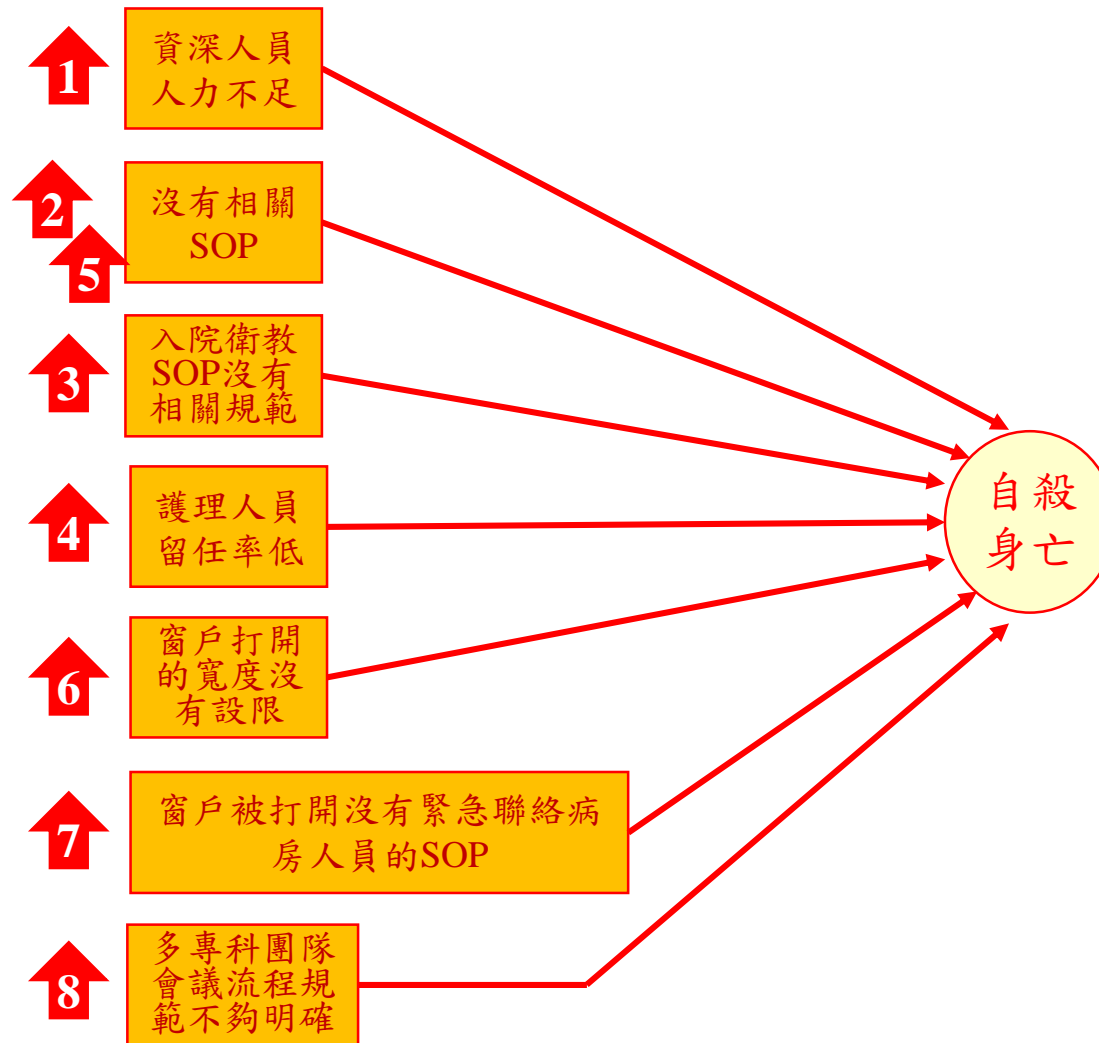 1
資深人員
人力不足
2
5
沒有相關
SOP
3
入院衛教
SOP沒有
相關規範
4
護理人員
留任率低
自殺
身亡
6
窗戶打開
的寬度沒
有設限
7
窗戶被打開沒有緊急聯絡病
房人員的SOP
8
多專科團隊
會議流程規
範不夠明確